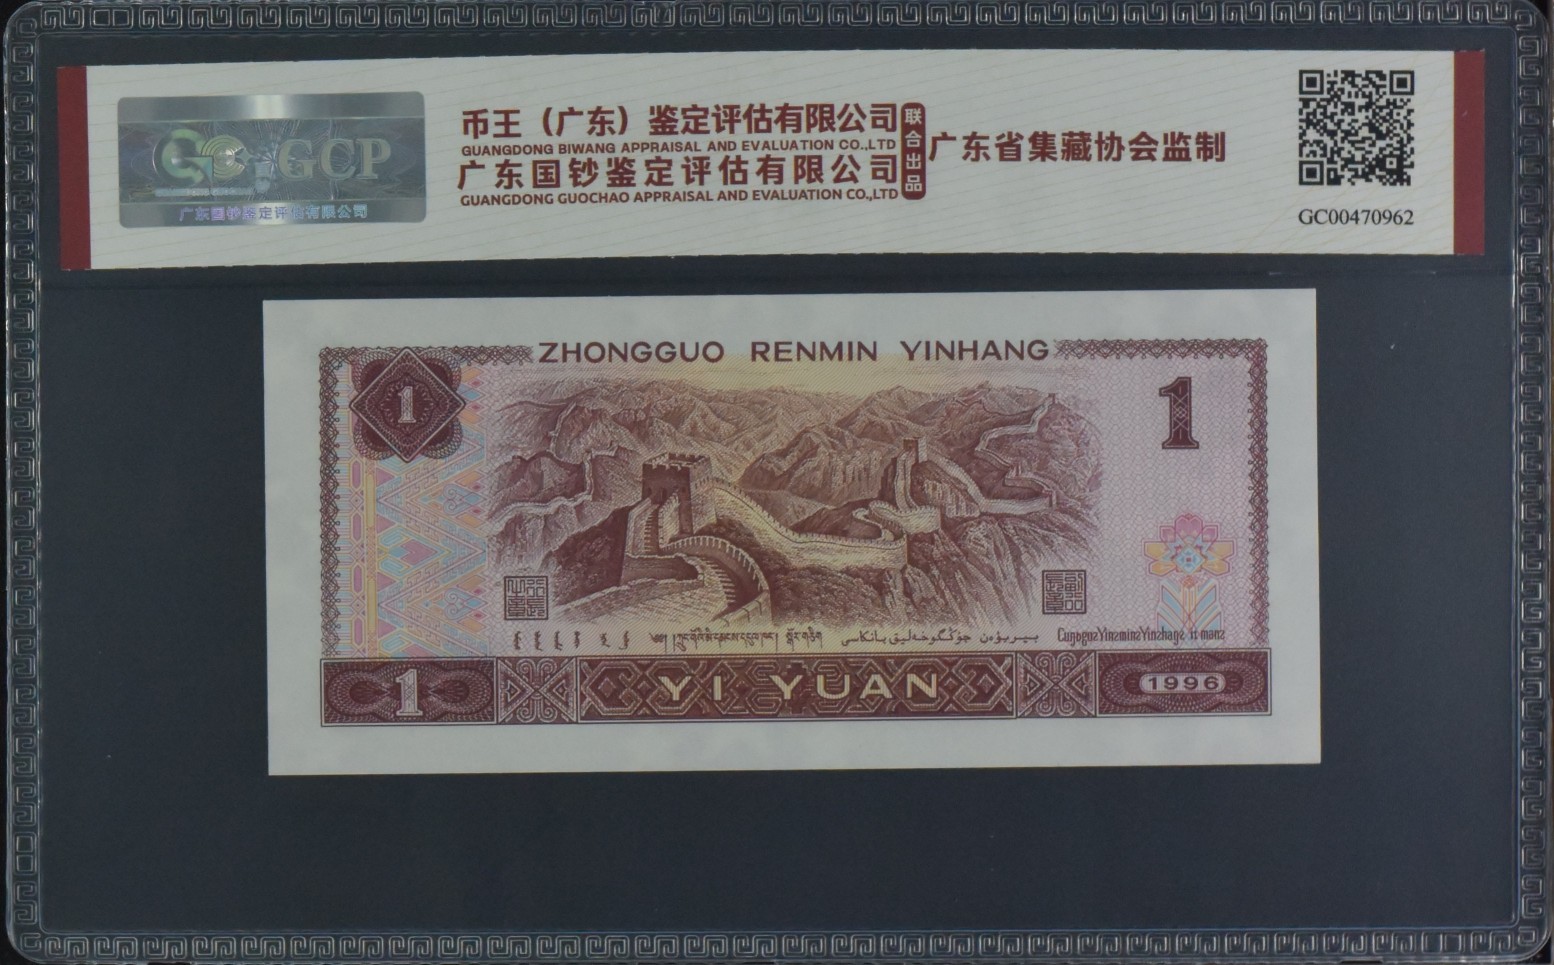 GCP
广东国钞鉴定评估有限公司
币王（广东）鉴定评估有限公司
GUANGDONG BIWANG APPRAISAL AND EVALUATION CO.,LTD
广东国钞鉴定评估有限公司
GUANGDONG GUOCHAO APPRAISAL AND EVALUATION CO.,LTD
联合出品
广东省集藏协会监制
GC00470962
ZHONGGUO RENMIN YINHANG
1
1
1
YI YUAN
1996